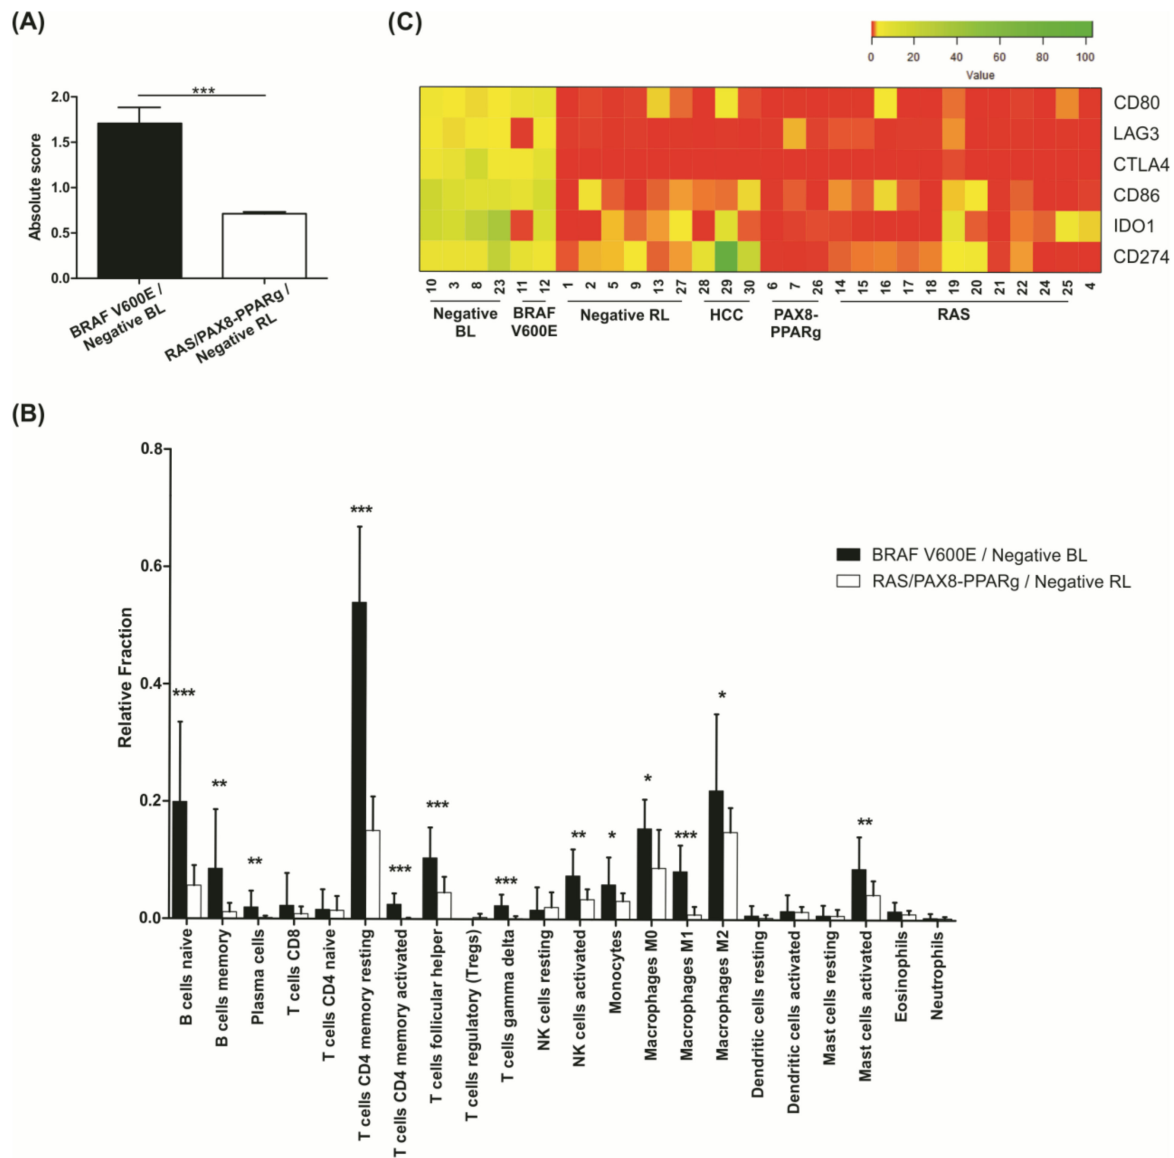 (A)
***
2.0
1.5
1.0
0.5
0.0
Absolute score
BRAF V600E /
Negative BL
RAS/PAX8-PPARg /
Negative RL
(C)
0 20 40 60 80 100
Value
CD80
LAG3
CTLA4
CD86
IDO1
CD274
10 3 8 23 11 12 1 2 5 9 13 27 28 29 30 6 7 26 14 15 16 17 18 19 20 21 22 24 25 4
Negative
BL
BRAF
V600E
Negative RL
HCC
PAX8-
PPARg
RAS
(B)
0.8
0.6
0.4
0.2
0.0
Relative Fraction
BRAF V600E / Negative BL
RAS/PAX8-PPARg / Negative RL
*** ** ** *** *** *** *** ** * * *** * **
B cells naive
B cells memory
Plasma cells
T cells CD8
T cells CD4 naive
T cells CD4 memory resting
T cells CD4 memory activated
T cells follicular helper
T cells regulatory (Tregs)
T cells gamma delta
NK cells resting
NK cells activated
Monocytes
Macrophages M0
Macrophages M1
Macrophages M2
Dendritic cells resting
Dendritic cells activated
Mast cells resting
Mast cells activated
Eosinophils
Neutrophils